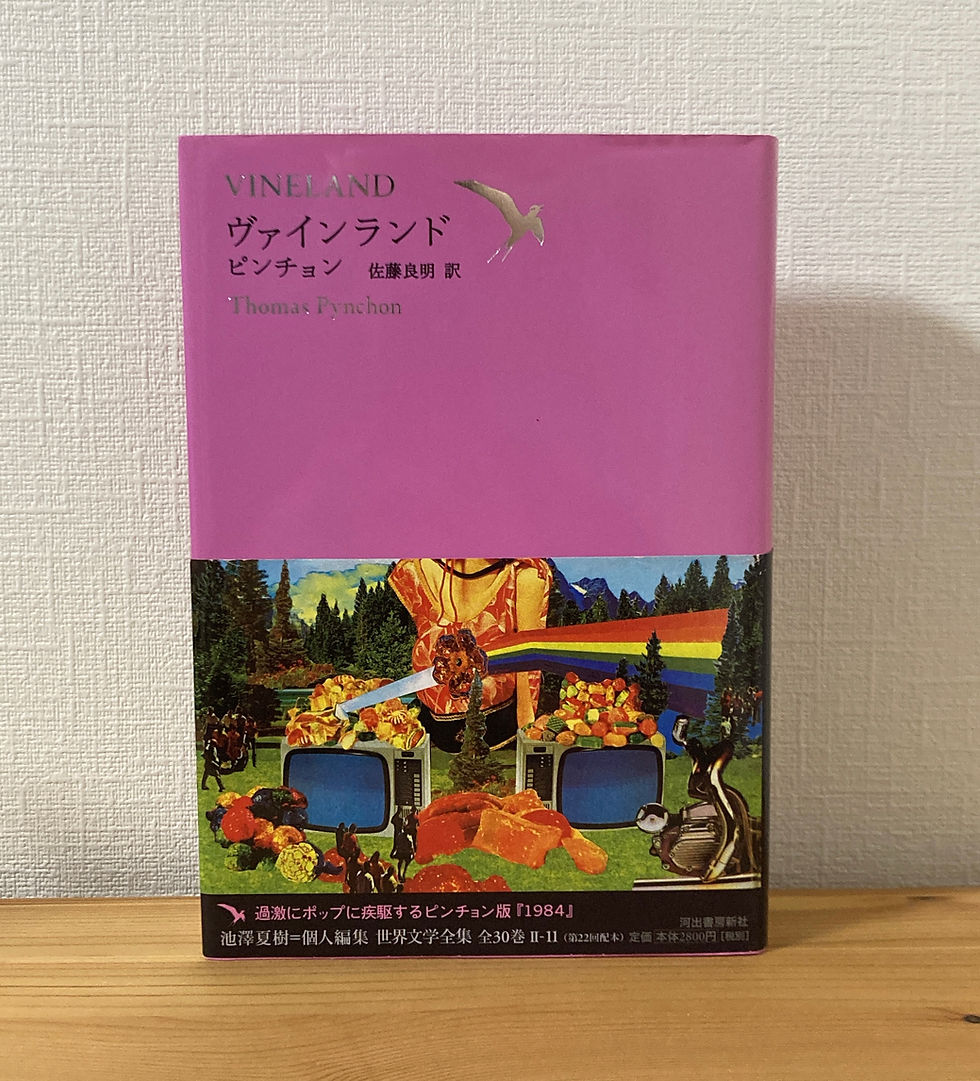 VINELAND
ヴァインランド
ピンチョン 佐藤良明 訳
Thomas Pynchon
過激にポップに疾駆するピンチョン版『1984』
河出書房新社
池澤夏樹=個人編集 世界文学全集 全30巻 II-11 (第22回配本) 定価 本体2800円 [税別]